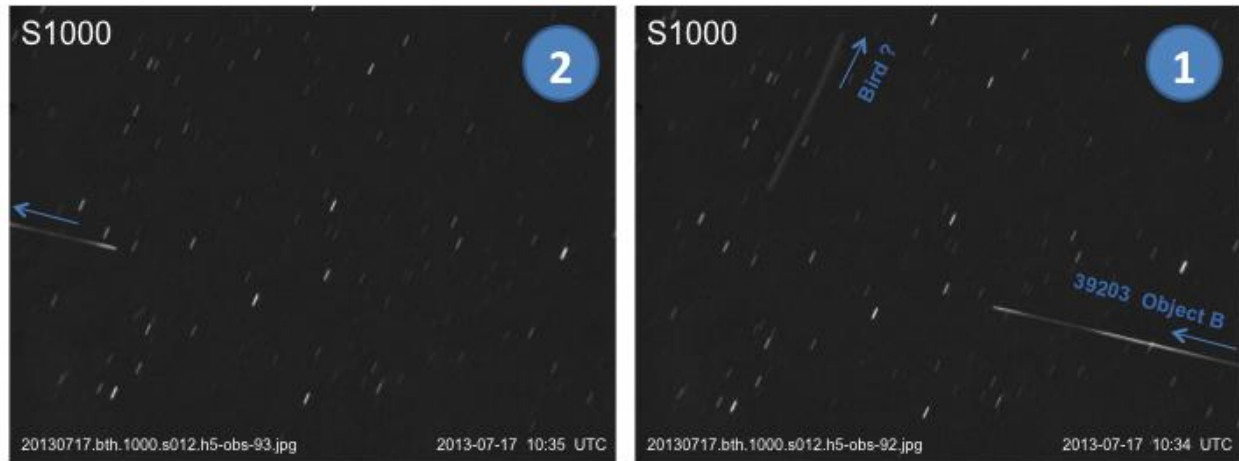 S1000
2
20130717.bth.1000.s012.h5-obs-93.jpg
2013-07-17 10:35 UTC
S1000
1
Bird ?
39203 Object B
20130717.bth.1000.s012.h5-obs-92.jpg
2013-07-17 10:34 UTC